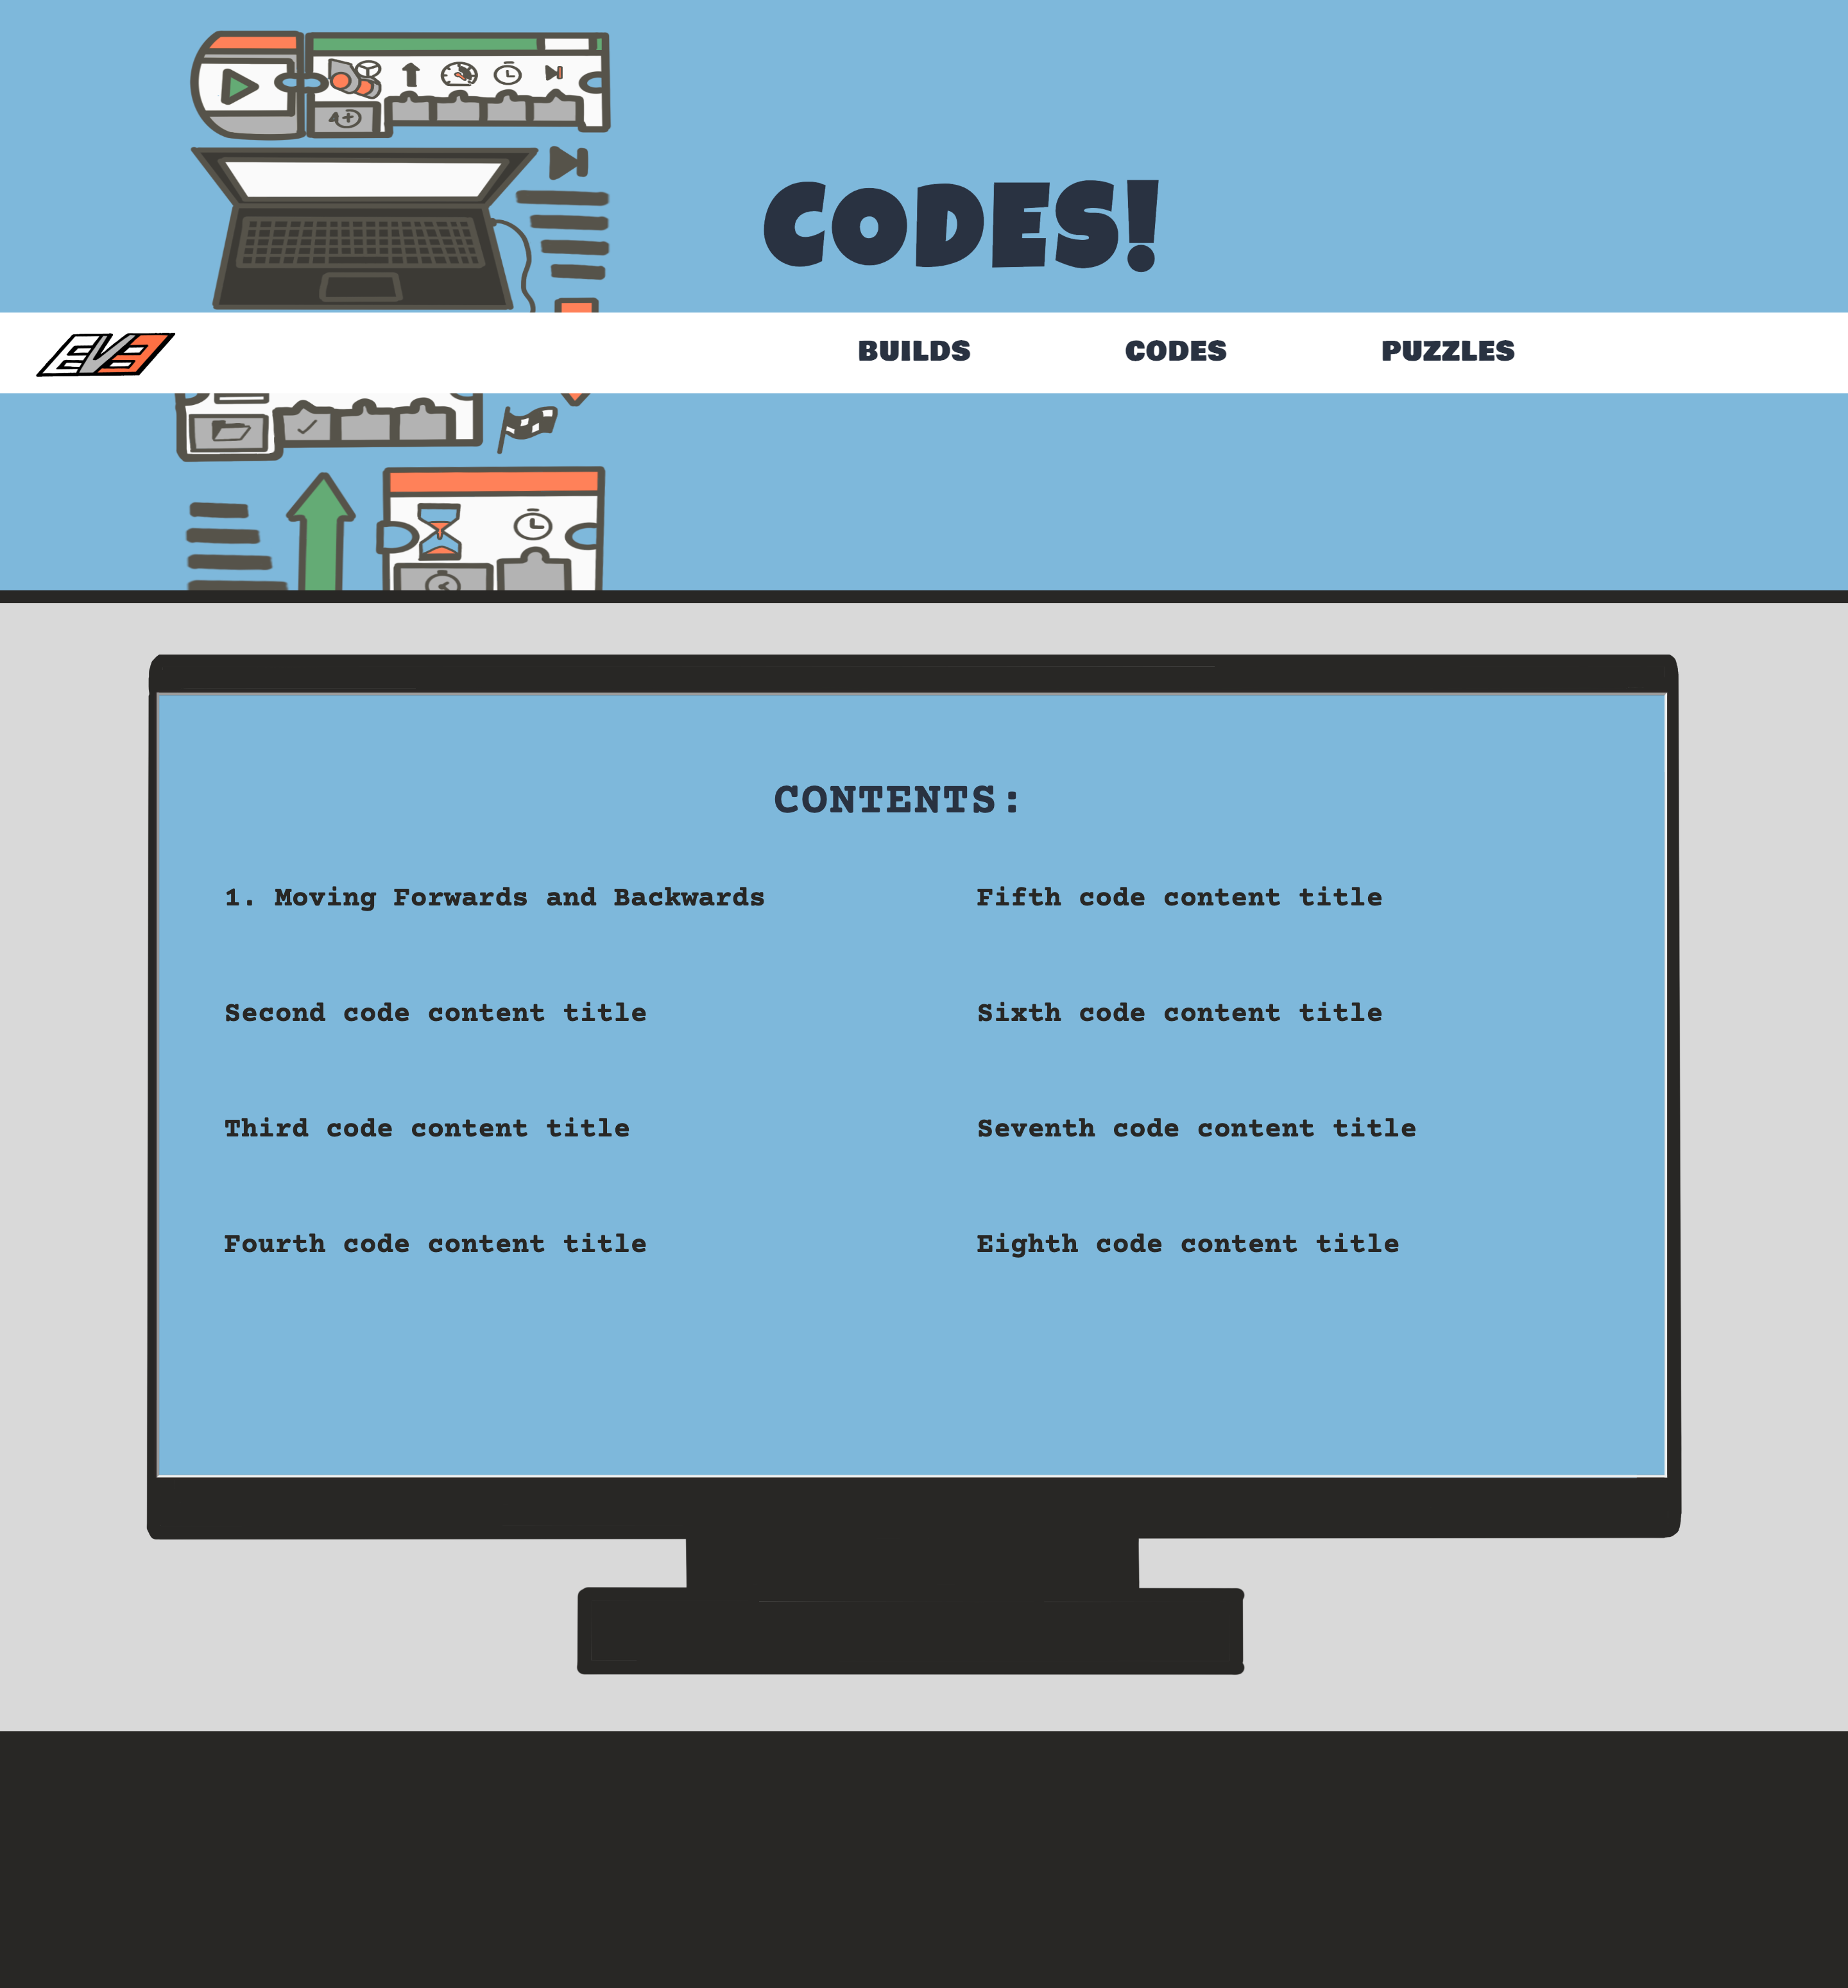 CODES!
EV3
BUILDS CODES PUZZLES
CONTENTS:
1. Moving Forwards and Backwards
Second code content title
Third code content title
Fourth code content title
Fifth code content title
Sixth code content title
Seventh code content title
Eighth code content title